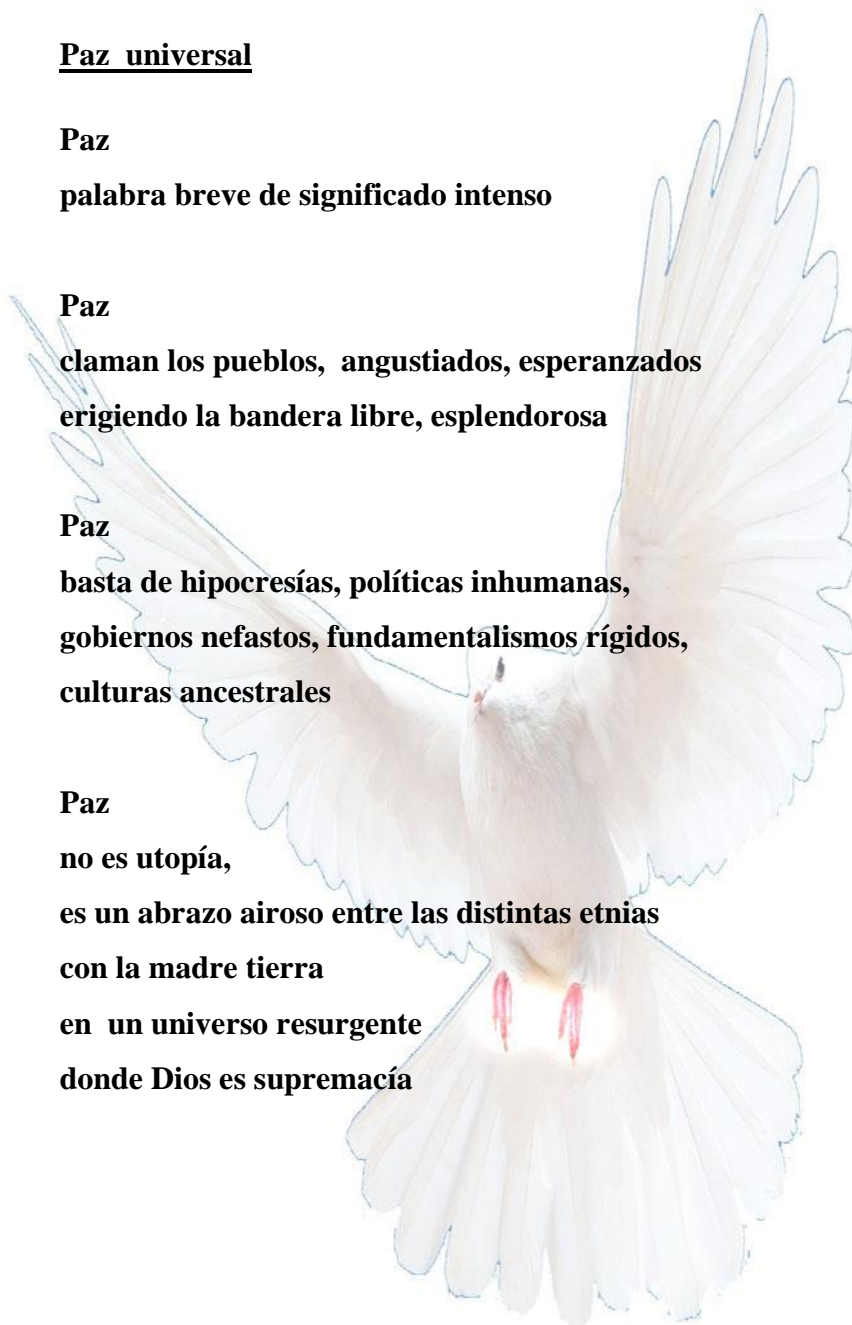 Paz universal
Paz
palabra breve de significado intenso
Paz
claman los pueblos, angustiados, esperanzados
erigiendo la bandera libre, esplendorosa
Paz
basta de hipocresías, políticas inhumanas,
gobiernos nefastos, fundamentalismos rígidos,
culturas ancestrales
Paz
no es utopía,
es un abrazo airoso entre las distintas etnias
con la madre tierra
en un universo resurgente
donde Dios es supremacía